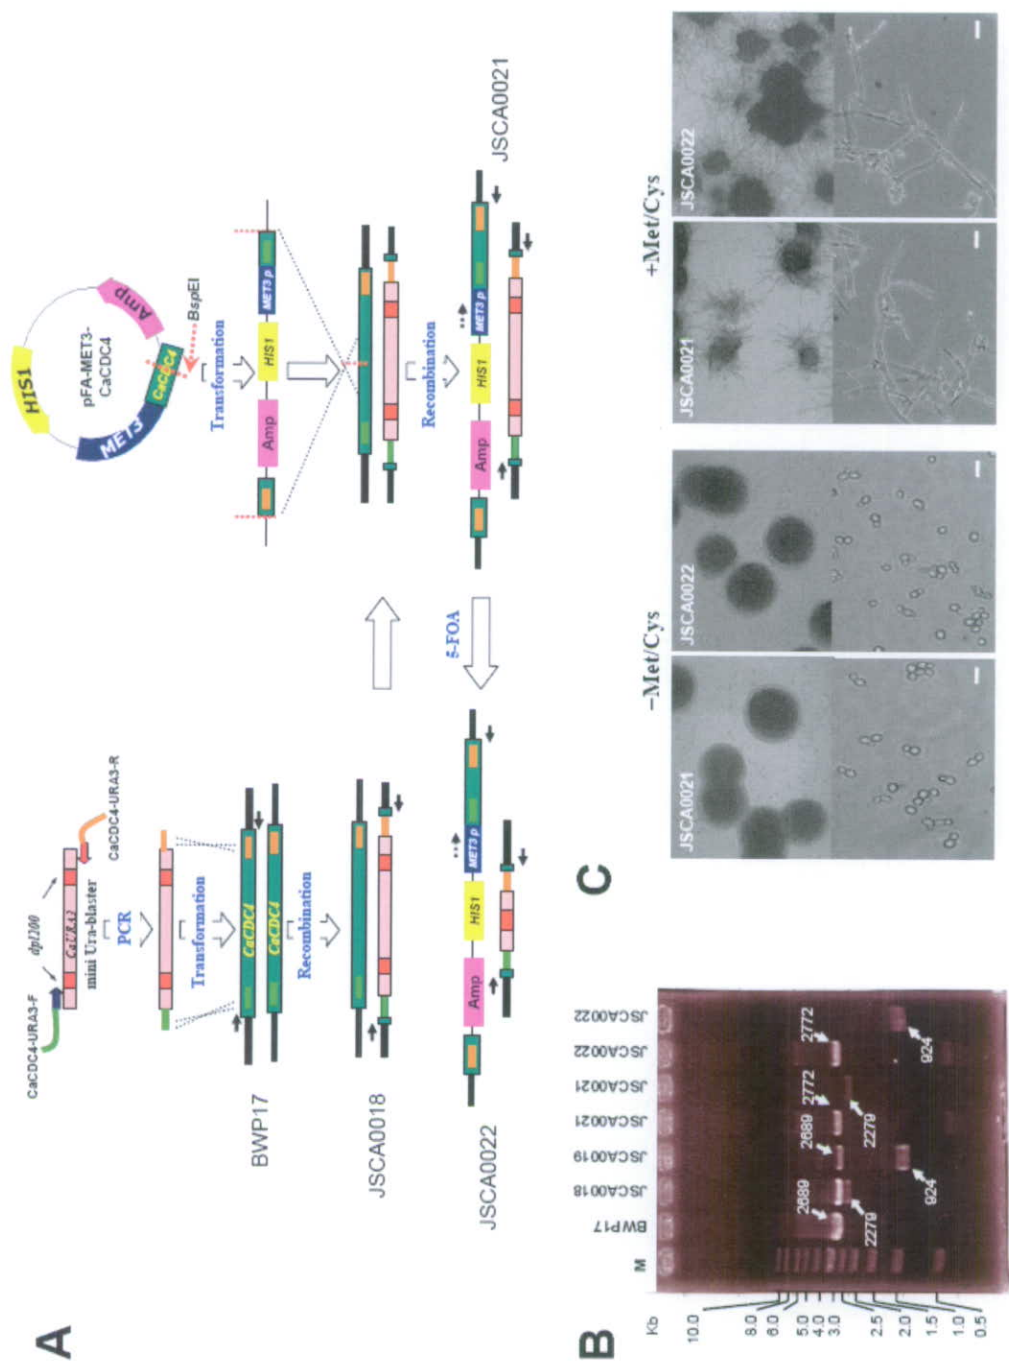 A
CaCDC4-URA3-F
dpl200
CaURA3
mini Ura-blaster
CaCDC4-URA3-R
PCR
Transformation
BWP17
CaCDC4
CaCDC4
Recombination
JSCA0018
HIS1
pFA-MET3-
CaCDC4
Amp
MET3
CaCDC4
BspEI
Transformation
Amp
HIS1
MET3 p
Recombination
Amp
HIS1
MET3 p
JSCA0021
5-FOA
JSCA0022
Amp
HIS1
MET3 p
B
Kb
M
BWP17
JSCA0018
JSCA0019
JSCA0021
JSCA0021
JSCA0022
JSCA0022
10.0
8.0
6.0
5.0
4.0
3.0
2.5
2.0
1.5
1.0
0.5
2689
2279
2689
924
2772
2279
2772
924
C
–Met/Cys
+Met/Cys
JSCA0021
JSCA0022
JSCA0021
JSCA0022